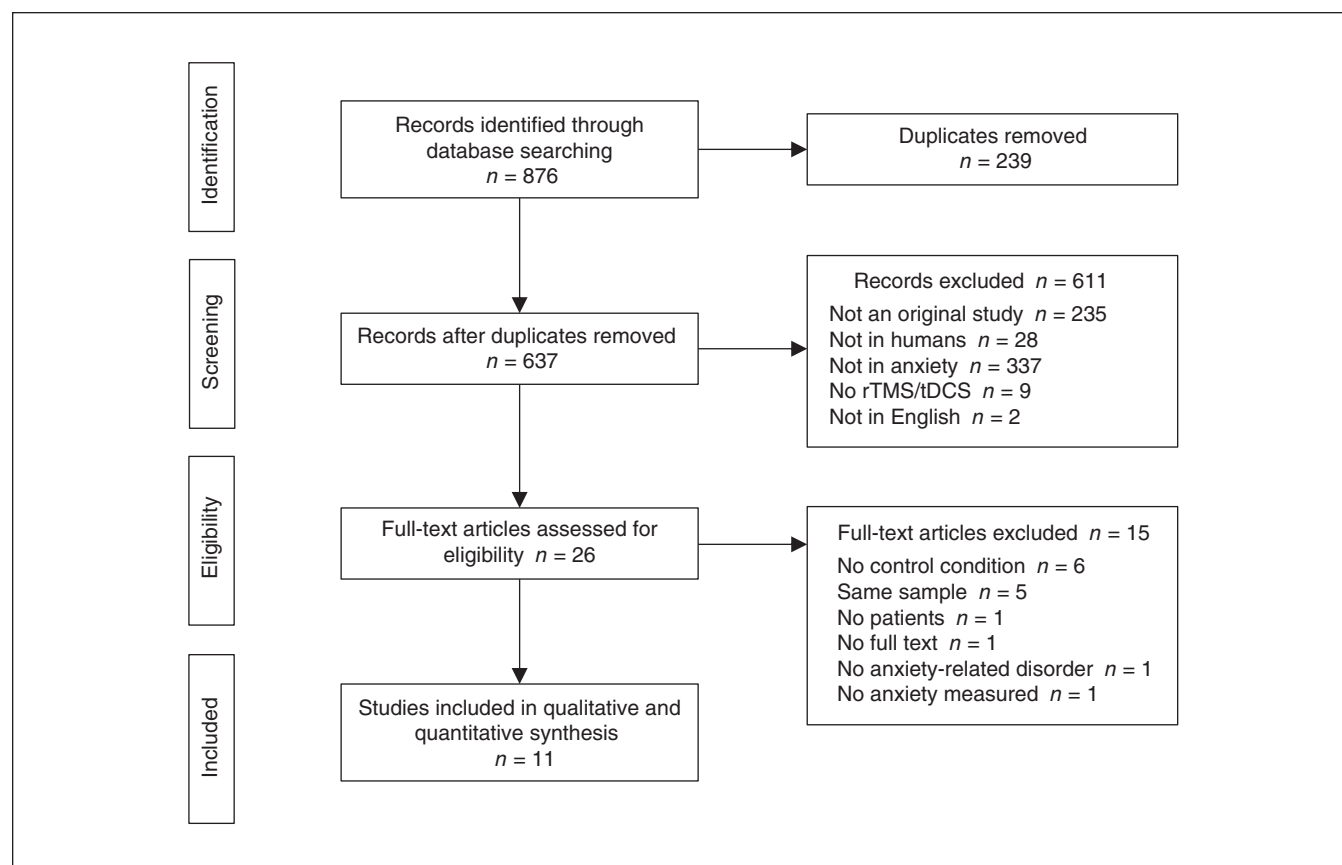 Identification
Records identified through
database searching
n = 876
Duplicates removed
n = 239
Screening
Records after duplicates removed
n = 637
Records excluded n = 611
Not an original study n = 235
Not in humans n = 28
Not in anxiety n = 337
No rTMS/tDCS n = 9
Not in English n = 2
Eligibility
Full-text articles assessed for
eligibility n = 26
Full-text articles excluded n = 15
No control condition n = 6
Same sample n = 5
No patients n = 1
No full text n = 1
No anxiety-related disorder n = 1
No anxiety measured n = 1
Included
Studies included in qualitative and
quantitative synthesis
n = 11